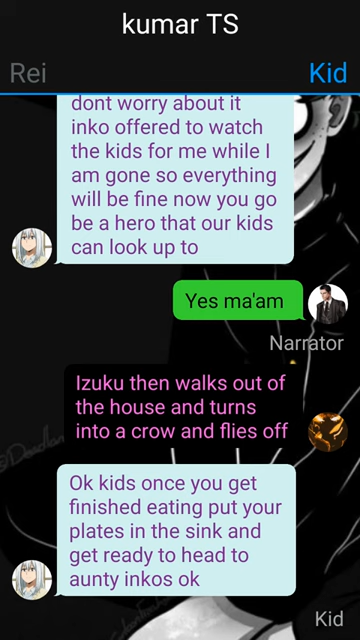 kumar TS
Rei Kid
dont worry about it
inko offered to watch
the kids for me while I
am gone so everything
will be fine now you go
be a hero that our kids
can look up to
Yes ma'am
Narrator
Izuku then walks out of
the house and turns
into a crow and flies off
Ok kids once you get
finished eating put your
plates in the sink and
get ready to head to
aunty inkos ok
Kid